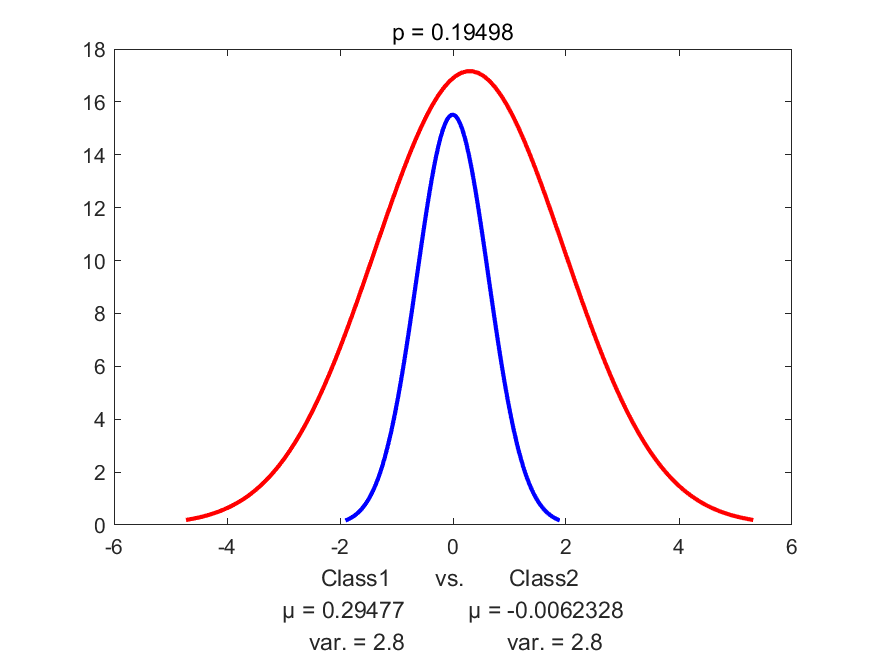 p = 0.19498
18
16
14
12
10
8
6
4
2
0
-6 -4 -2 0 2 4 6
Class1 vs. Class2
μ = 0.29477 μ = -0.0062328
var. = 2.8 var. = 2.8